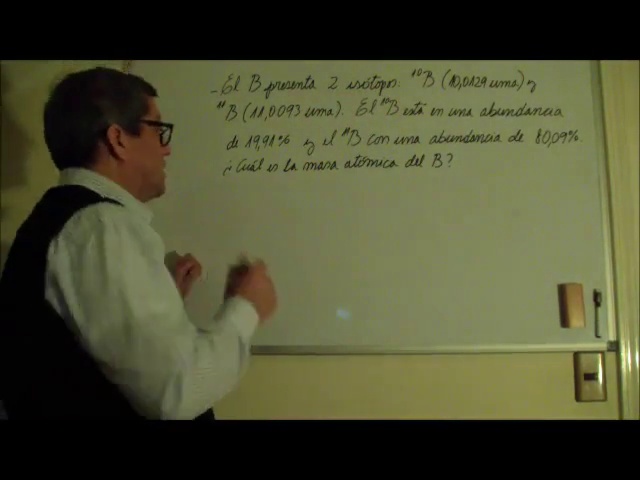 - El B presenta 2 isótopos: ¹⁰B (10,0129 uma) y
¹¹B (11,0093 uma). El ¹⁰B está en una abundancia
de 19,91% y el ¹¹B con una abundancia de 80,09%.
¿Cuál es la masa atómica del B?